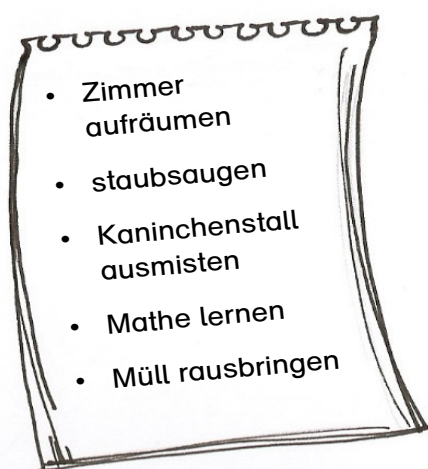 • Zimmer
aufräumen
• staubsaugen
• Kaninchenstall
ausmisten
• Mathe lernen
• Müll rausbringen